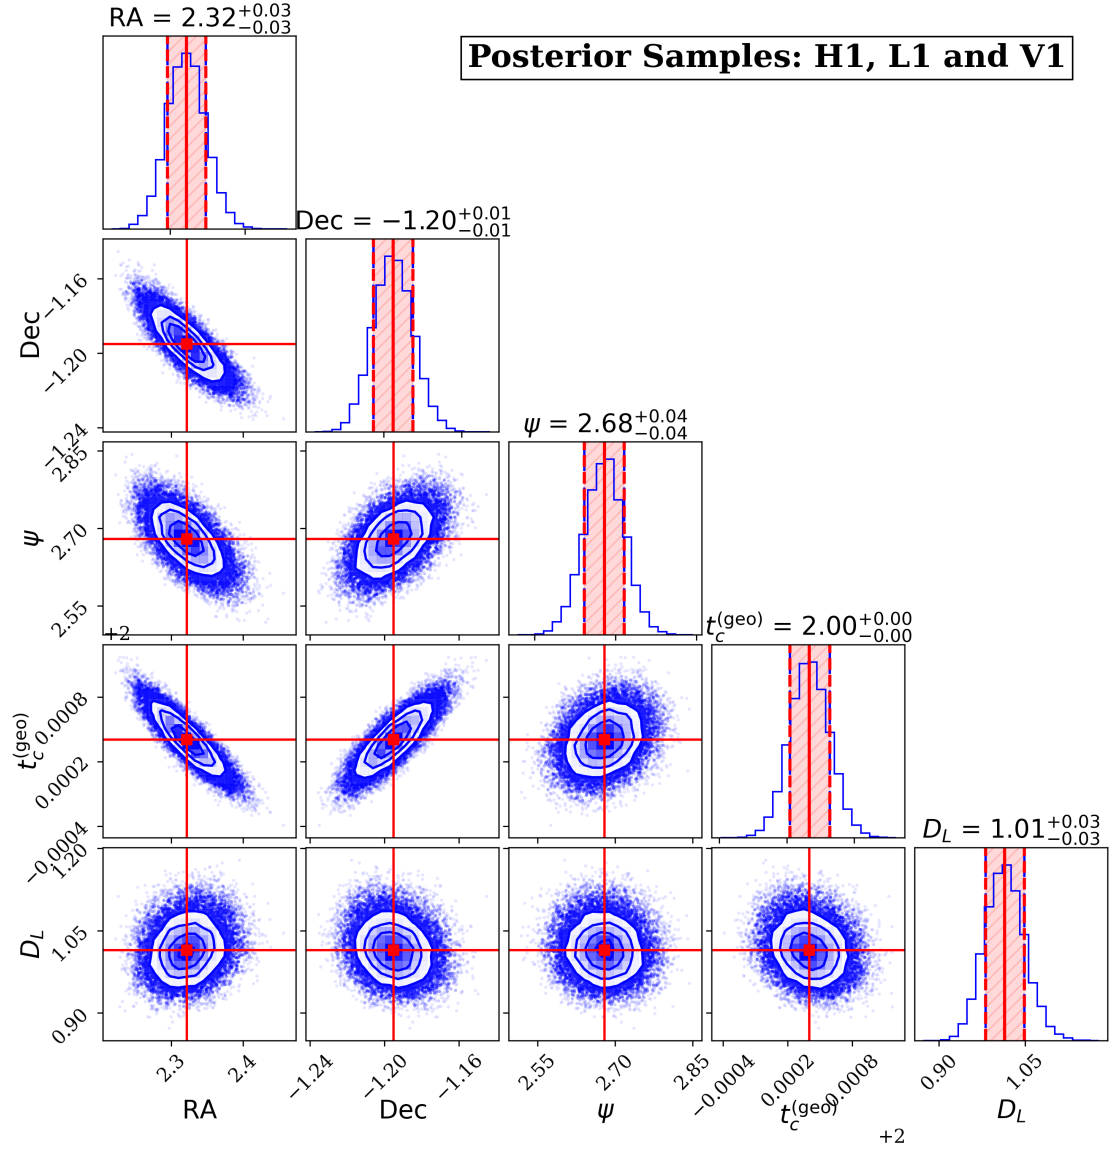 RA = 2.32+0.03−0.03
Posterior Samples: H1, L1 and V1
Dec = −1.20+0.01−0.01
Dec
−1.16
−1.20
−1.24
ψ = 2.68+0.04−0.04
ψ
2.85
2.70
2.55
+2
t_c^(geo) = 2.00+0.00−0.00
t_c^(geo)
0.0008
0.0002
−0.0004
D_L = 1.01+0.03−0.03
D_L
1.20
1.05
0.90
2.3 2.4 −1.24 −1.20 −1.16 2.55 2.70 2.85 −0.0004 0.0002 0.0008 0.90 1.05
RA Dec ψ t_c^(geo) D_L
+2